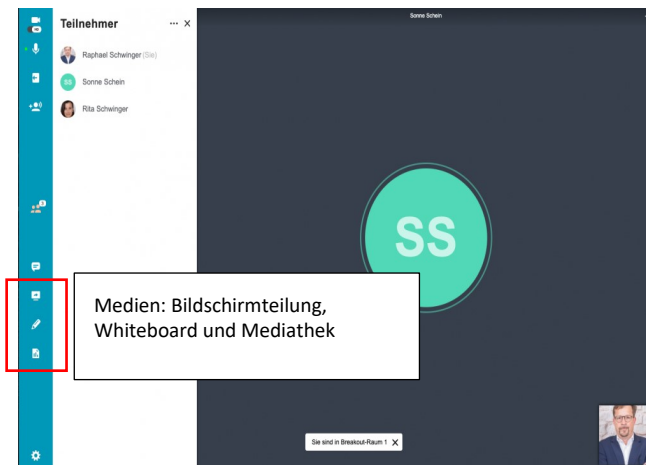 Sonne Schein
Teilnehmer
Raphael Schwinger (Sie)
SS Sonne Schein
Rita Schwinger
SS
Medien: Bildschirmteilung,
Whiteboard und Mediathek
Sie sind in Breakout-Raum 1 X